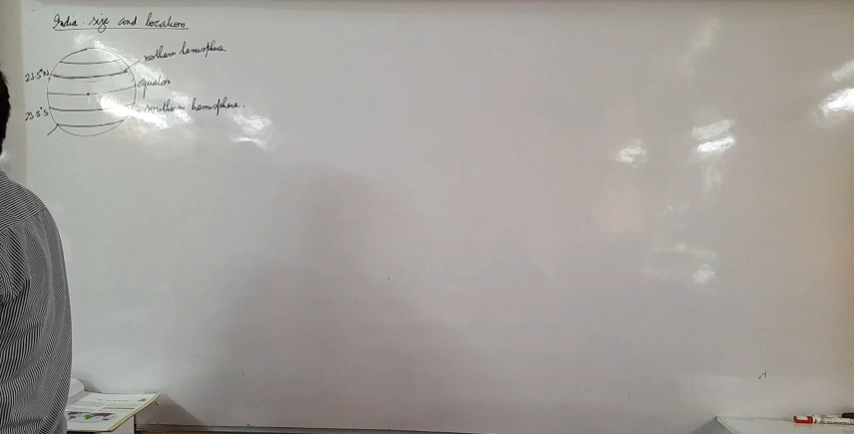 India: size and location
northern hemisphere
23.5°N
equator
southern hemisphere.
23.5°S